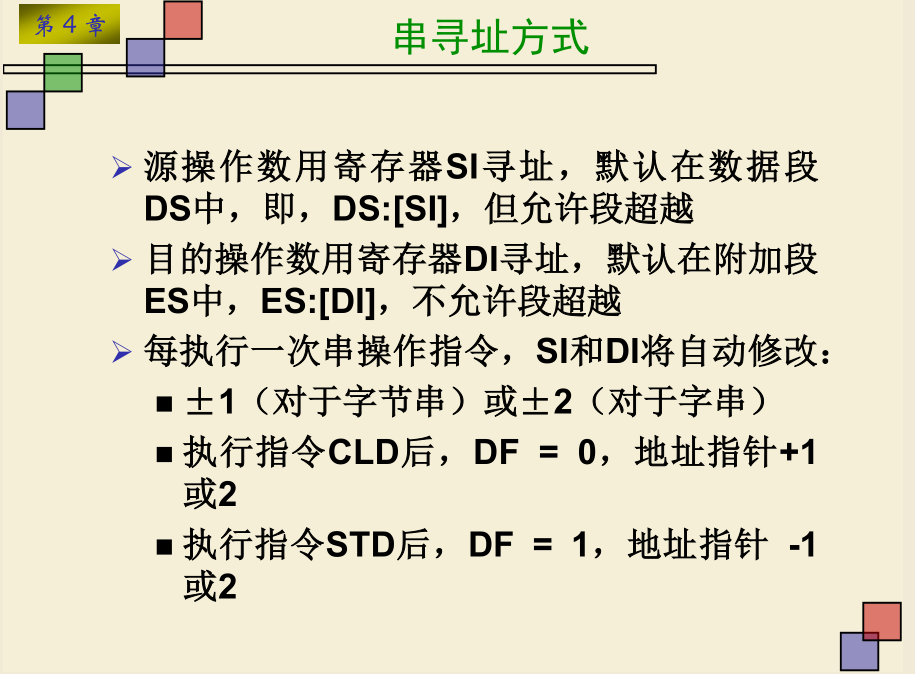 第 4 章
串寻址方式
➢ 源操作数用寄存器SI寻址，默认在数据段
DS中，即，DS:[SI]，但允许段超越
➢ 目的操作数用寄存器DI寻址，默认在附加段
ES中，ES:[DI]，不允许段超越
➢ 每执行一次串操作指令，SI和DI将自动修改：
■ ±1（对于字节串）或±2（对于字串）
■ 执行指令CLD后，DF = 0，地址指针+1
或2
■ 执行指令STD后，DF = 1，地址指针 -1
或2